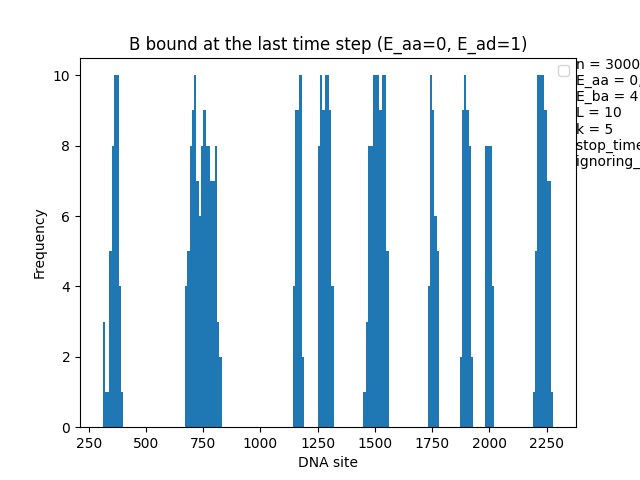 B bound at the last time step (E_aa=0, E_ad=1)
10
8
6
4
2
0
Frequency
250
500
750
1000
1250
1500
1750
2000
2250
DNA site
n = 3000
E_aa = 0,
E_ba = 4
L = 10
k = 5
stop_time
ignoring_